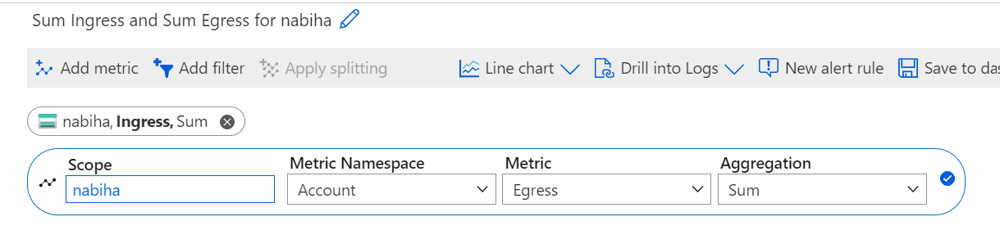 Sum Ingress and Sum Egress for nabiha
Add metric Add filter Apply splitting Line chart Drill into Logs New alert rule Save to das
nabiha, Ingress, Sum
Scope Metric Namespace Metric Aggregation
nabiha Account Egress Sum